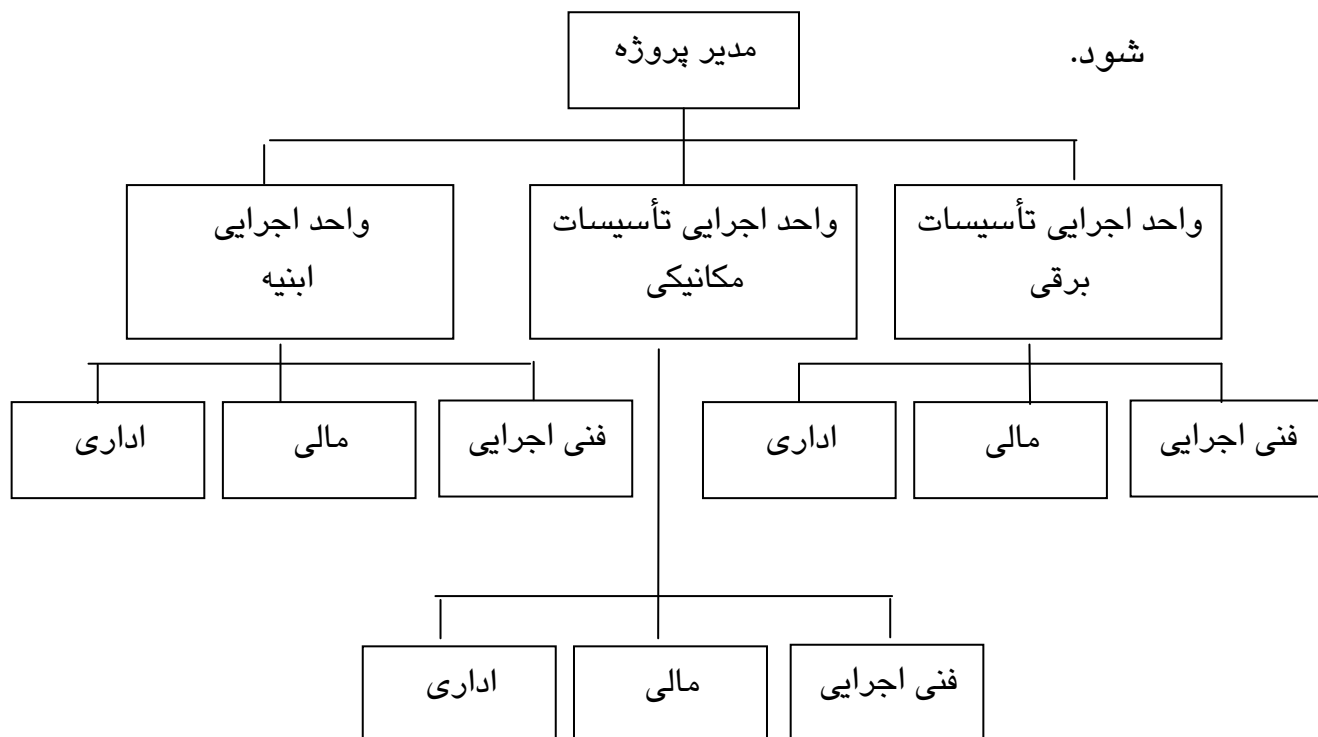 شود.
مدیر پروژه
واحد اجرایی تأسیسات
برقی
واحد اجرایی تأسیسات
مکانیکی
واحد اجرایی
ابنیه
فنی اجرایی
مالی
اداری
فنی اجرایی
مالی
اداری
فنی اجرایی
مالی
اداری